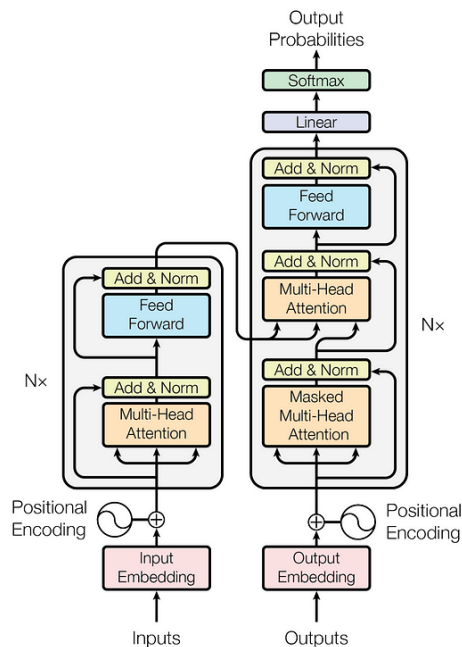 Output
Probabilities
Softmax
Linear
Add & Norm
Feed
Forward
Add & Norm
Multi-Head
Attention
Add & Norm
Masked
Multi-Head
Attention
N×
Add & Norm
Feed
Forward
Add & Norm
Multi-Head
Attention
N×
Positional
Encoding
Positional
Encoding
Input
Embedding
Output
Embedding
Inputs
Outputs